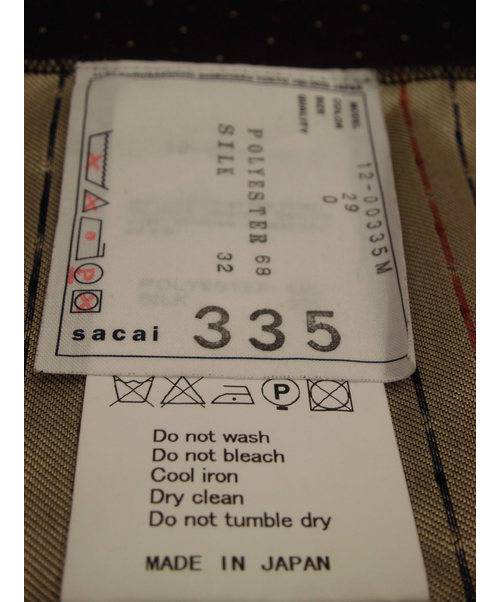 MODEL 12-00335M
COLOR 29
SIZE 0
QUALITY
POLYESTER 68
SILK 32
sacai 335
P
P
Do not wash
Do not bleach
Cool iron
Dry clean
Do not tumble dry
MADE IN JAPAN